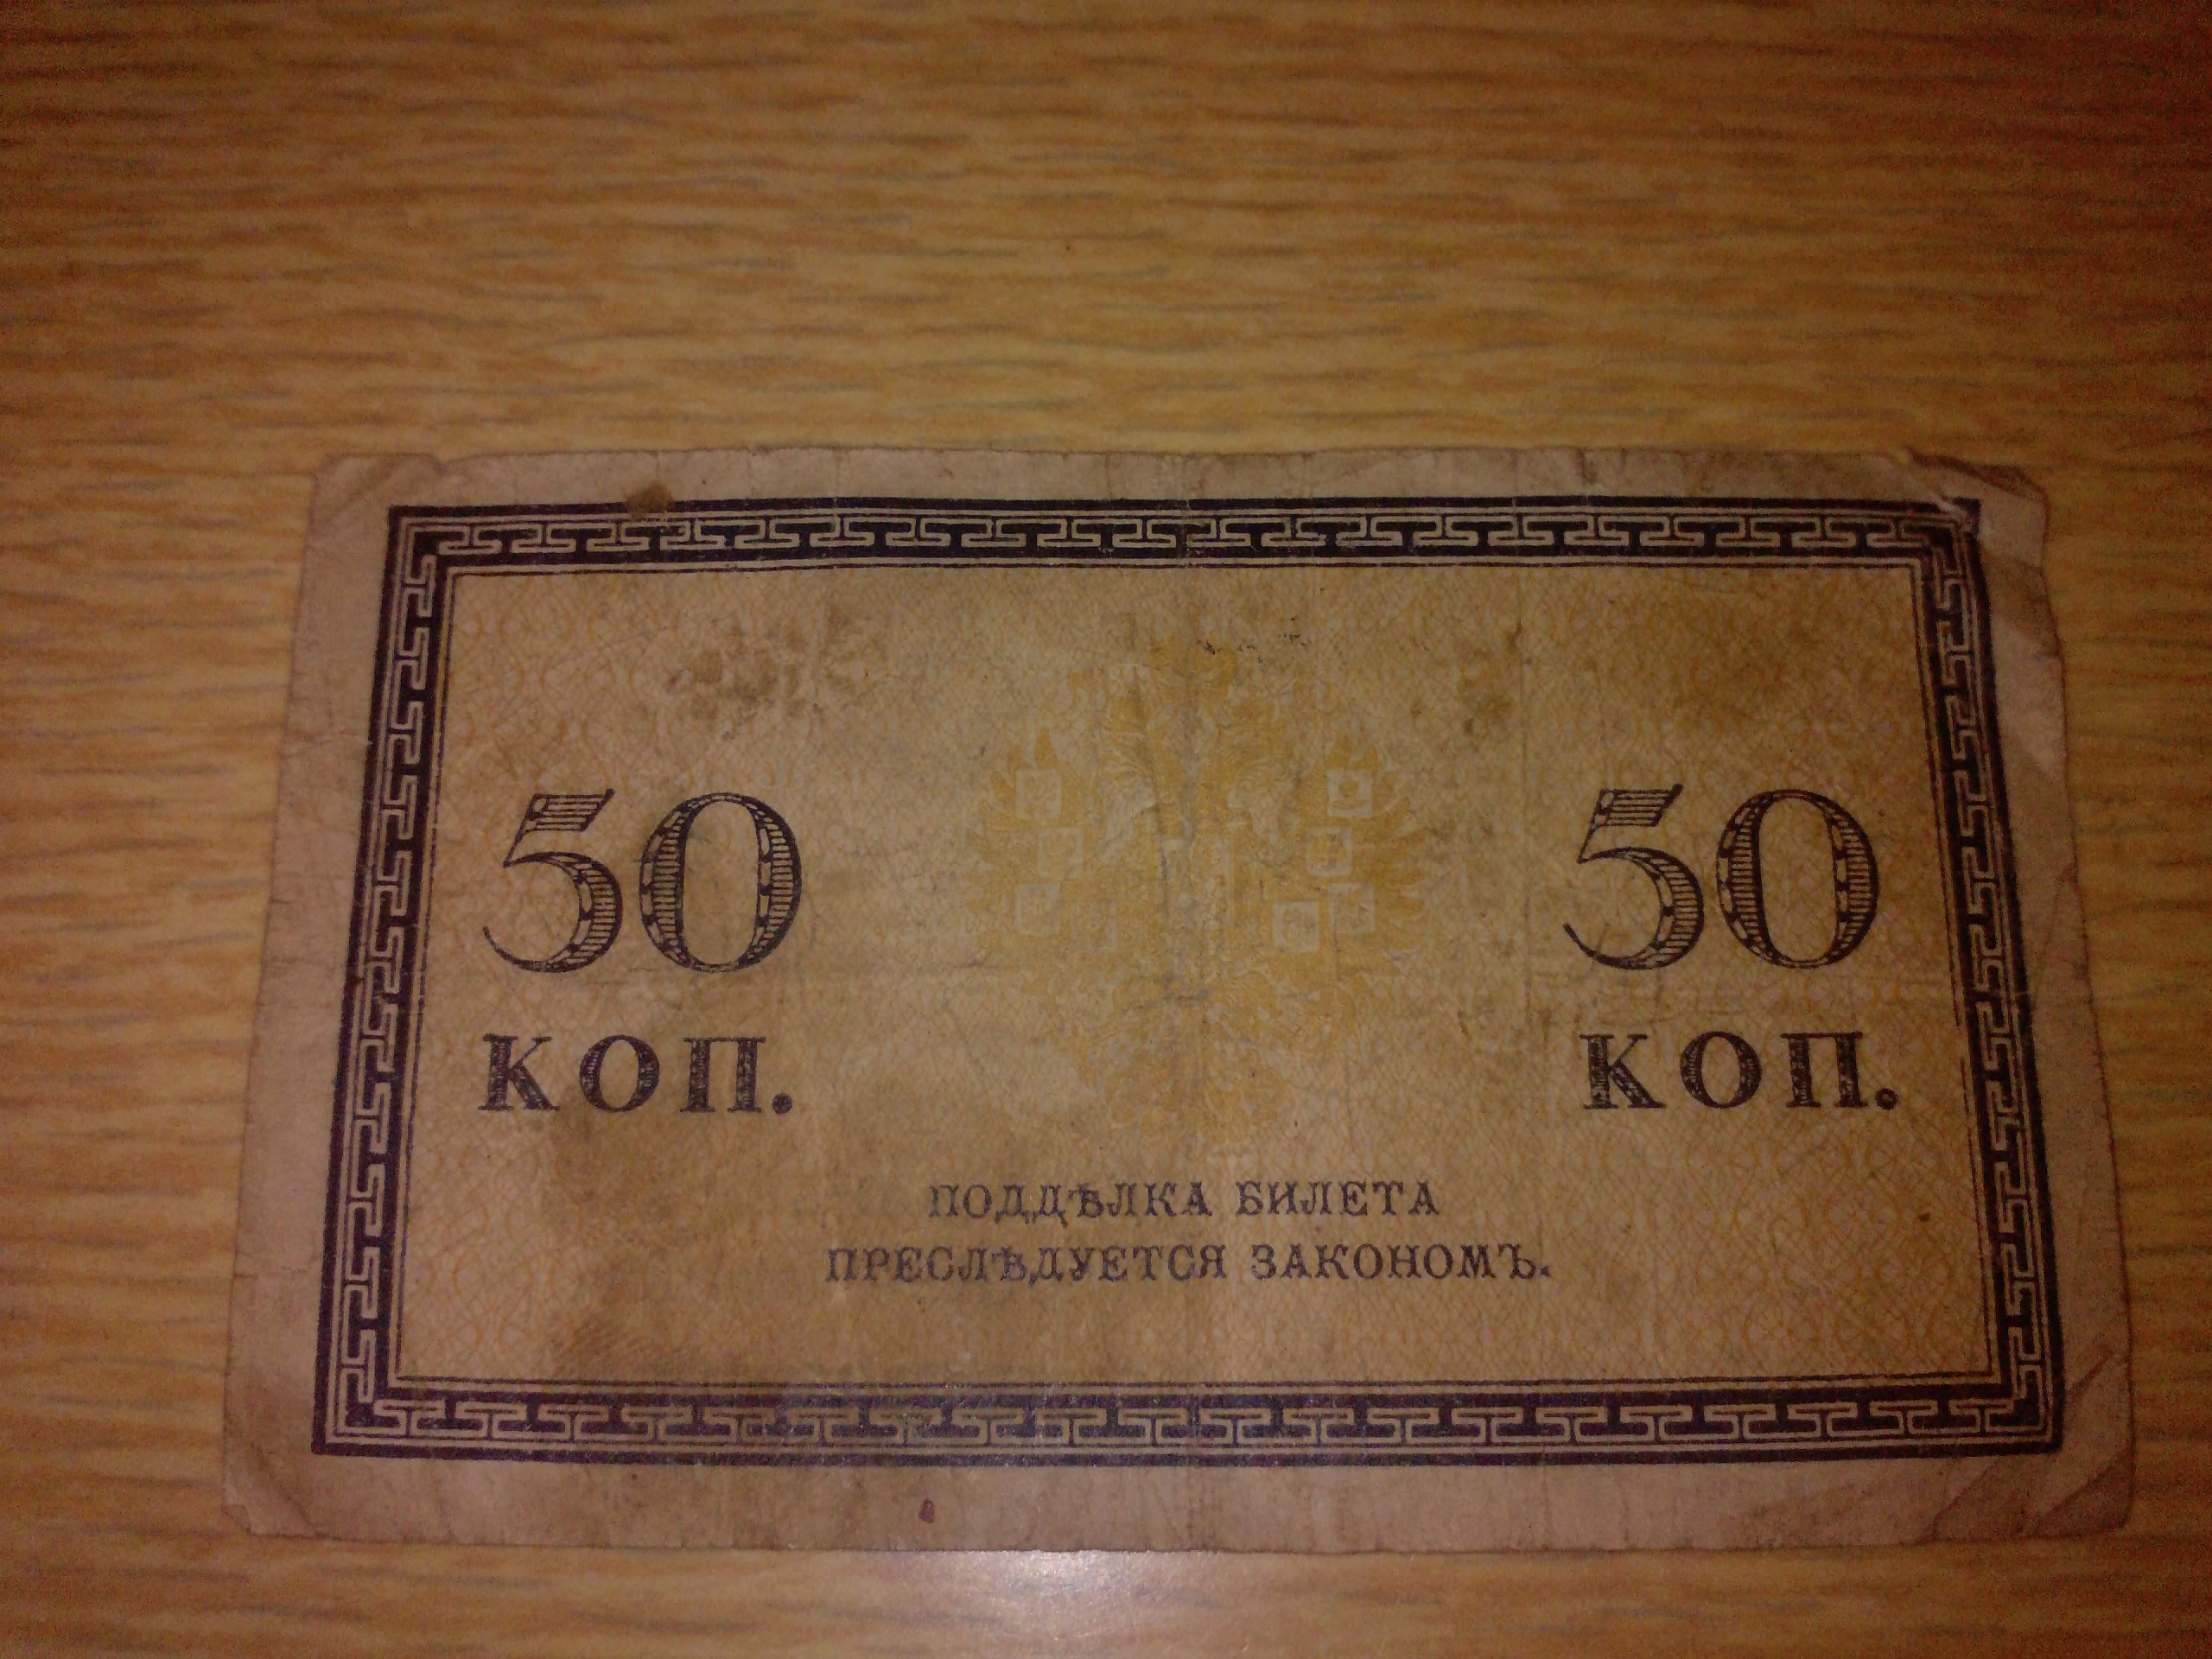 50 50
КОП. КОП.
ПОДДѢЛКА БИЛЕТА
ПРЕСЛѢДУЕТСЯ ЗАКОНОМЪ.